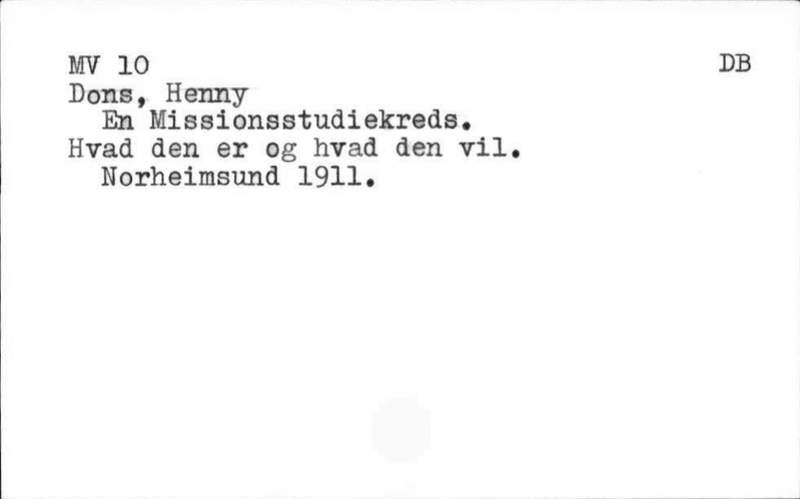 MV 10 DB
Dons, Henny
En Missionsstudiekreds.
Hvad den er og hvad den vil.
Norheimsund 1911.